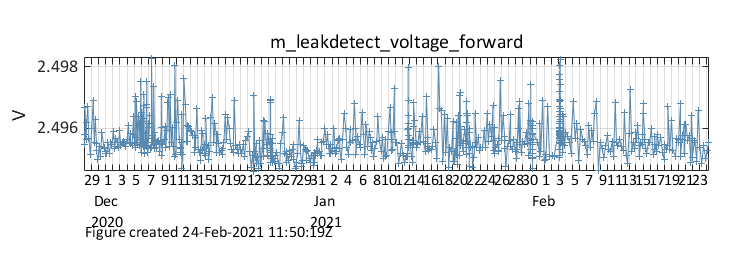 m_leakdetect_voltage_forward
2.498
2.496
V
29 1 3 5 7 9 11 13 15 17 19 21 23 25 27 29 31 2 4 6 8 10 12 14 16 18 20 22 24 26 28 30 1 3 5 7 9 11 13 15 17 19 21 23
Dec Jan Feb
2020 2021
Figure created 24-Feb-2021 11:50:19Z